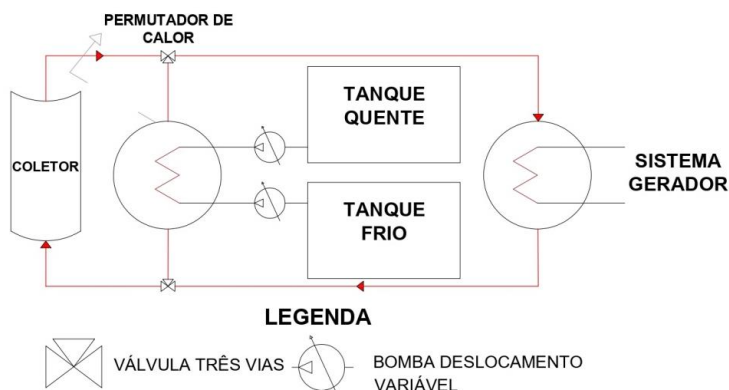 PERMUTADOR DE
CALOR
COLETOR
TANQUE
QUENTE
TANQUE
FRIO
SISTEMA
GERADOR
LEGENDA
VÁLVULA TRÊS VIAS
BOMBA DESLOCAMENTO
VARIÁVEL